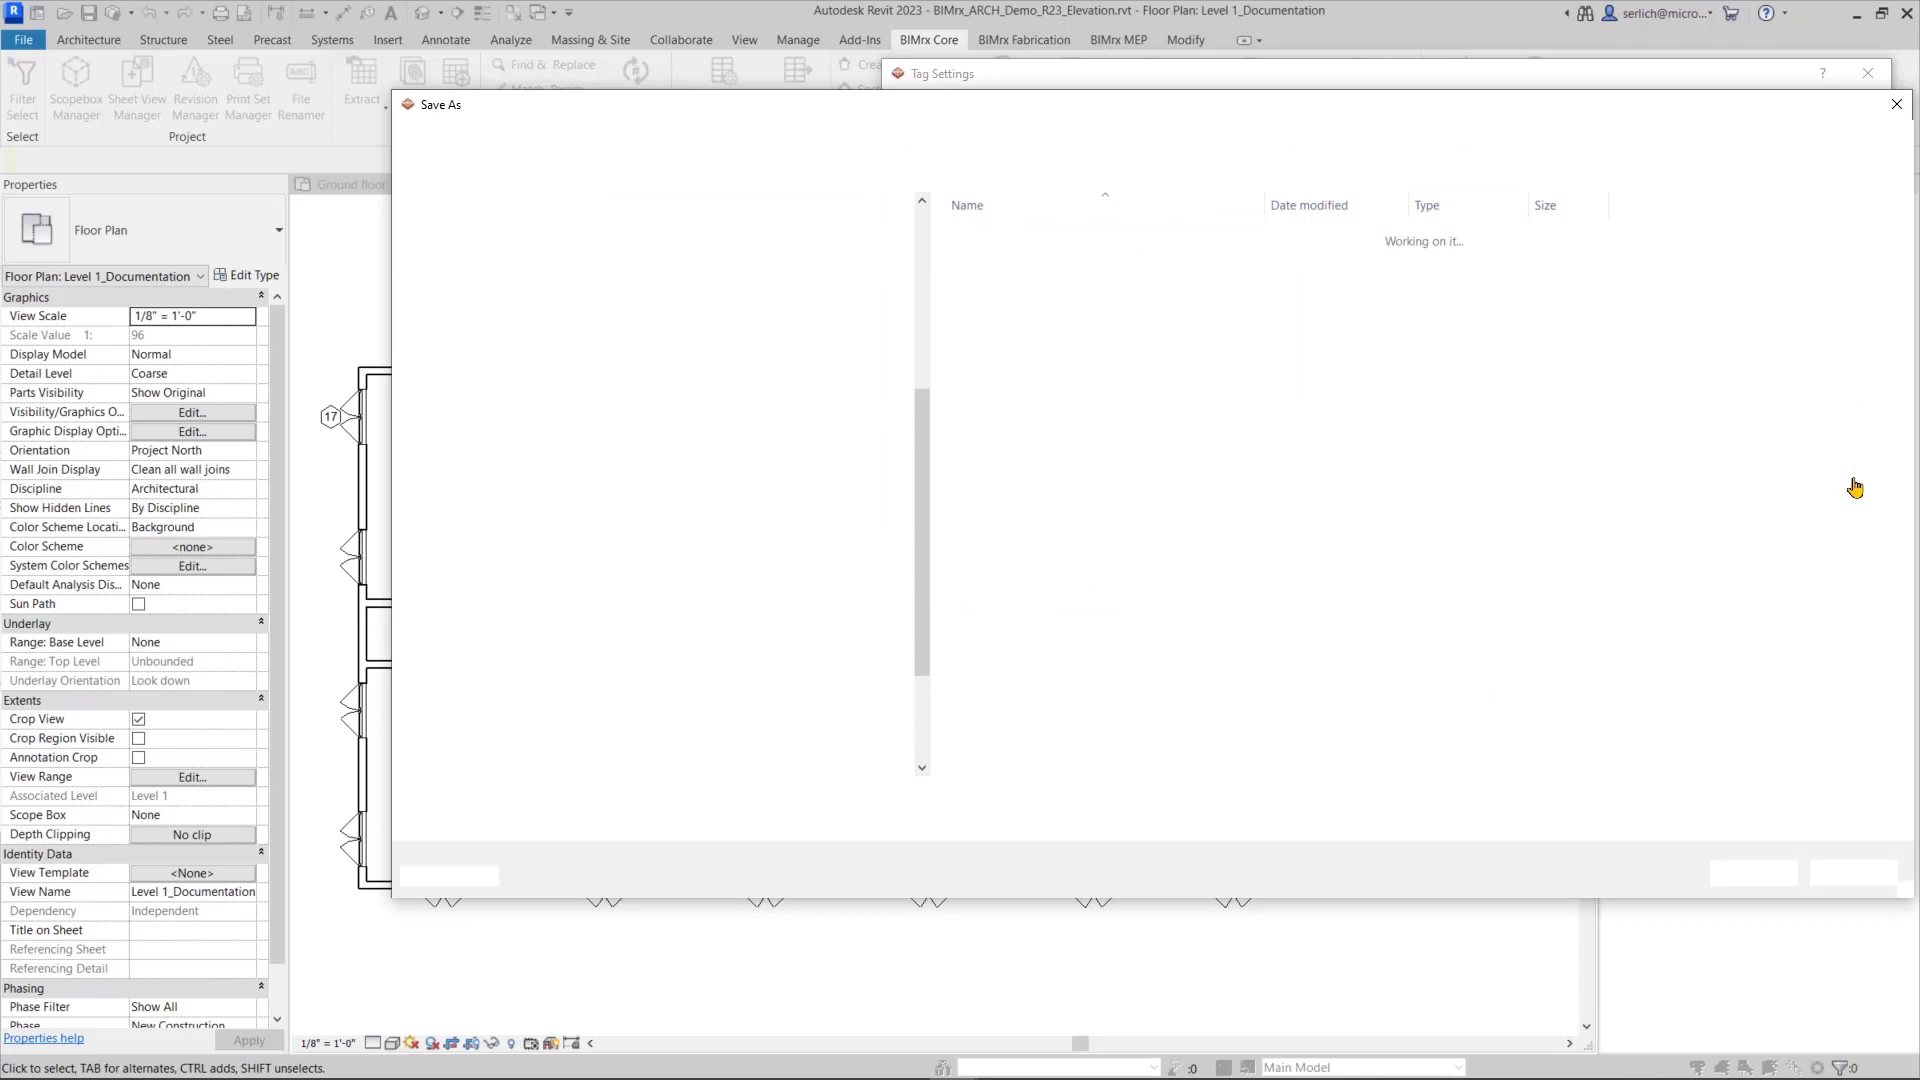 Autodesk Revit 2023 - BIMrx_ARCH_Demo_R23_Elevation.rvt - Floor Plan: Level 1_Documentation
serlich@micro...
File Architecture Structure Steel Precast Systems Insert Annotate Analyze Massing & Site Collaborate View Manage Add-Ins BIMrx Core BIMrx Fabrication BIMrx MEP Modify
Find & Replace
Crea
Tag Settings
Filter Select
Scopebox Manager
Sheet View Manager
Revision Manager
Print Set Manager
File Renamer
Extract
Select
Project
Save As
Name Date modified Type Size
Working on it...
Properties
Ground floor
Floor Plan
Floor Plan: Level 1_Documentation Edit Type
Graphics
View Scale 1/8" = 1'-0"
Scale Value 1: 96
Display Model Normal
Detail Level Coarse
Parts Visibility Show Original
Visibility/Graphics O... Edit...
Graphic Display Opti... Edit...
Orientation Project North
Wall Join Display Clean all wall joins
Discipline Architectural
Show Hidden Lines By Discipline
Color Scheme Locati... Background
Color Scheme <none>
System Color Schemes Edit...
Default Analysis Dis... None
Sun Path
Underlay
Range: Base Level None
Range: Top Level Unbounded
Underlay Orientation Look down
Extents
Crop View
Crop Region Visible
Annotation Crop
View Range Edit...
Associated Level Level 1
Scope Box None
Depth Clipping No clip
Identity Data
View Template <None>
View Name Level 1_Documentation
Dependency Independent
Title on Sheet
Referencing Sheet
Referencing Detail
Phasing
Phase Filter Show All
Phase New Construction
Properties help Apply
17
1/8" = 1'-0"
Click to select, TAB for alternates, CTRL adds, SHIFT unselects.
:0
Main Model
:0